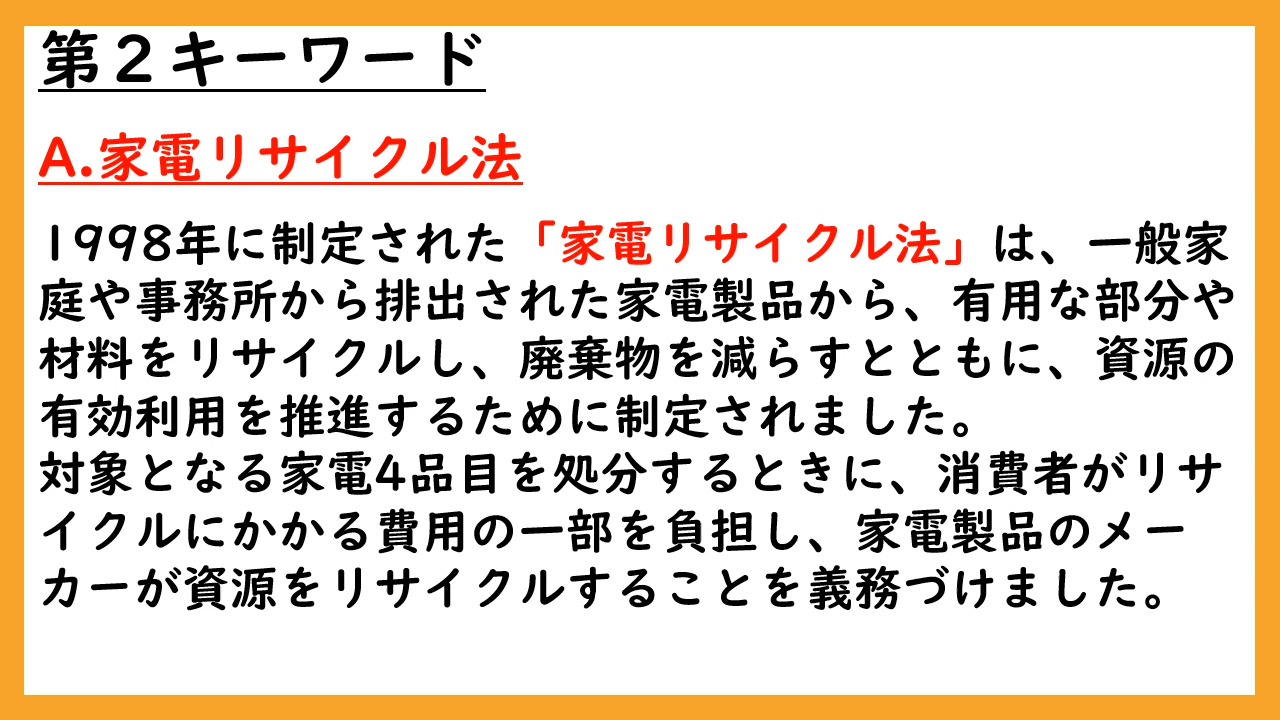 第２キーワード
A.家電リサイクル法
1998年に制定された「家電リサイクル法」は、一般家
庭や事務所から排出された家電製品から、有用な部分や
材料をリサイクルし、廃棄物を減らすとともに、資源の
有効利用を推進するために制定されました。
対象となる家電4品目を処分するときに、消費者がリサ
イクルにかかる費用の一部を負担し、家電製品のメー
カーが資源をリサイクルすることを義務づけました。